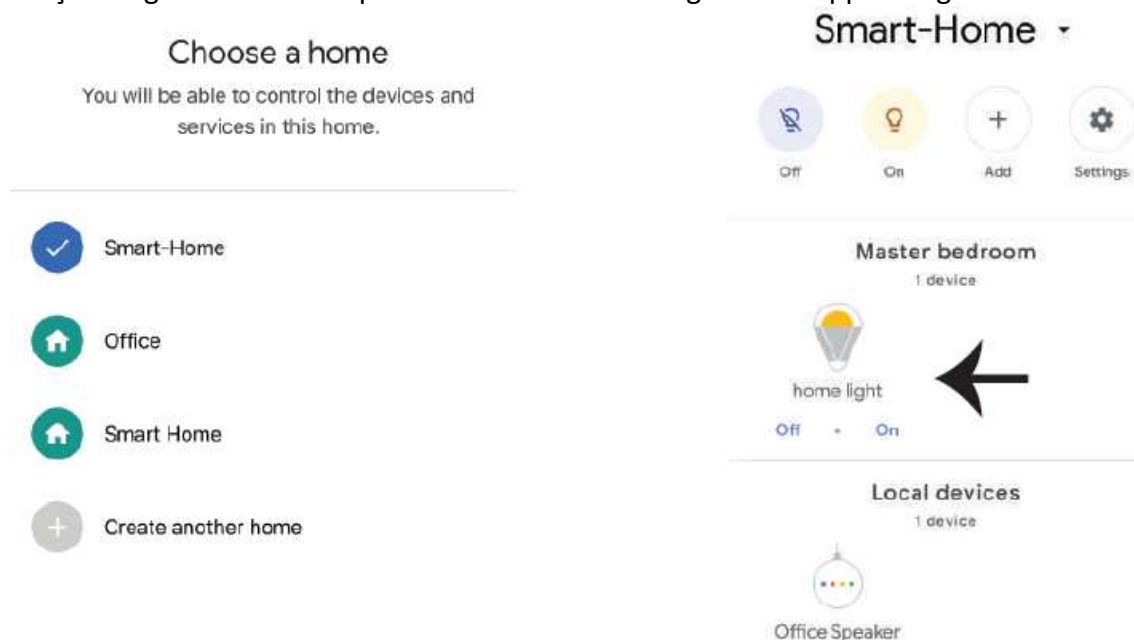 Choose a home
You will be able to control the devices and
services in this home.
Smart-Home
Office
Smart Home
Create another home
Smart-Home
Off On Add Settings
Master bedroom
1 device
home light
Off • On
Local devices
1 device
Office Speaker